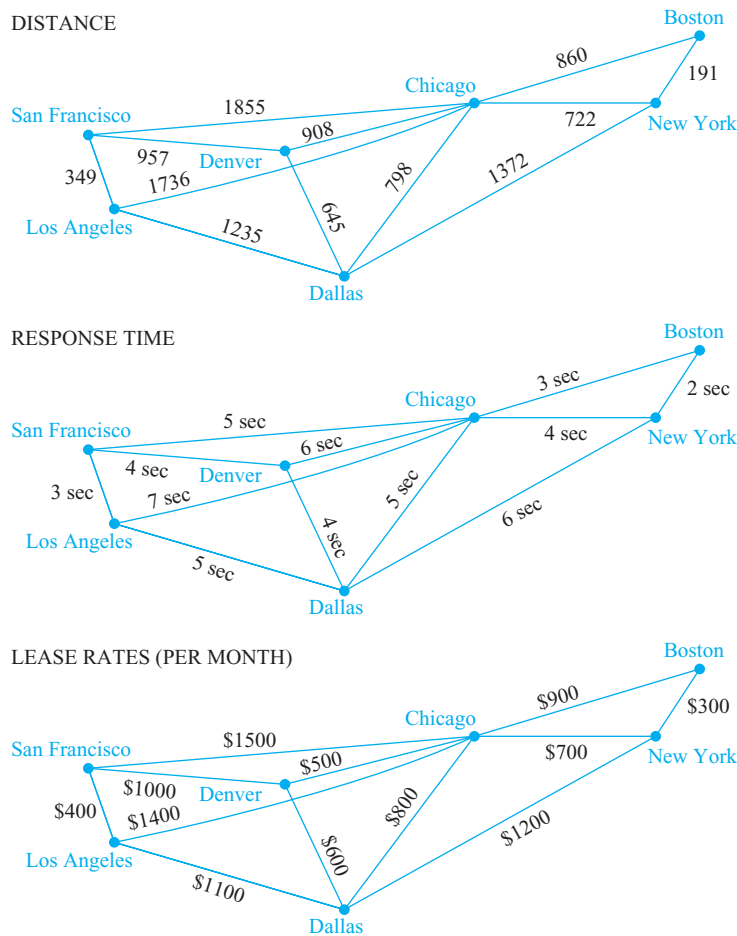 DISTANCE
Boston
860
191
Chicago
San Francisco
1855
908
722
New York
957
Denver
349
1736
798
1372
Los Angeles
1235
645
Dallas
RESPONSE TIME
Boston
3 sec
2 sec
Chicago
San Francisco
5 sec
6 sec
4 sec
New York
4 sec
Denver
3 sec
7 sec
5 sec
6 sec
Los Angeles
5 sec
4 sec
Dallas
LEASE RATES (PER MONTH)
Boston
$900
$300
Chicago
San Francisco
$1500
$500
$700
New York
$1000
Denver
$400
$1400
$800
$1200
Los Angeles
$1100
$600
Dallas